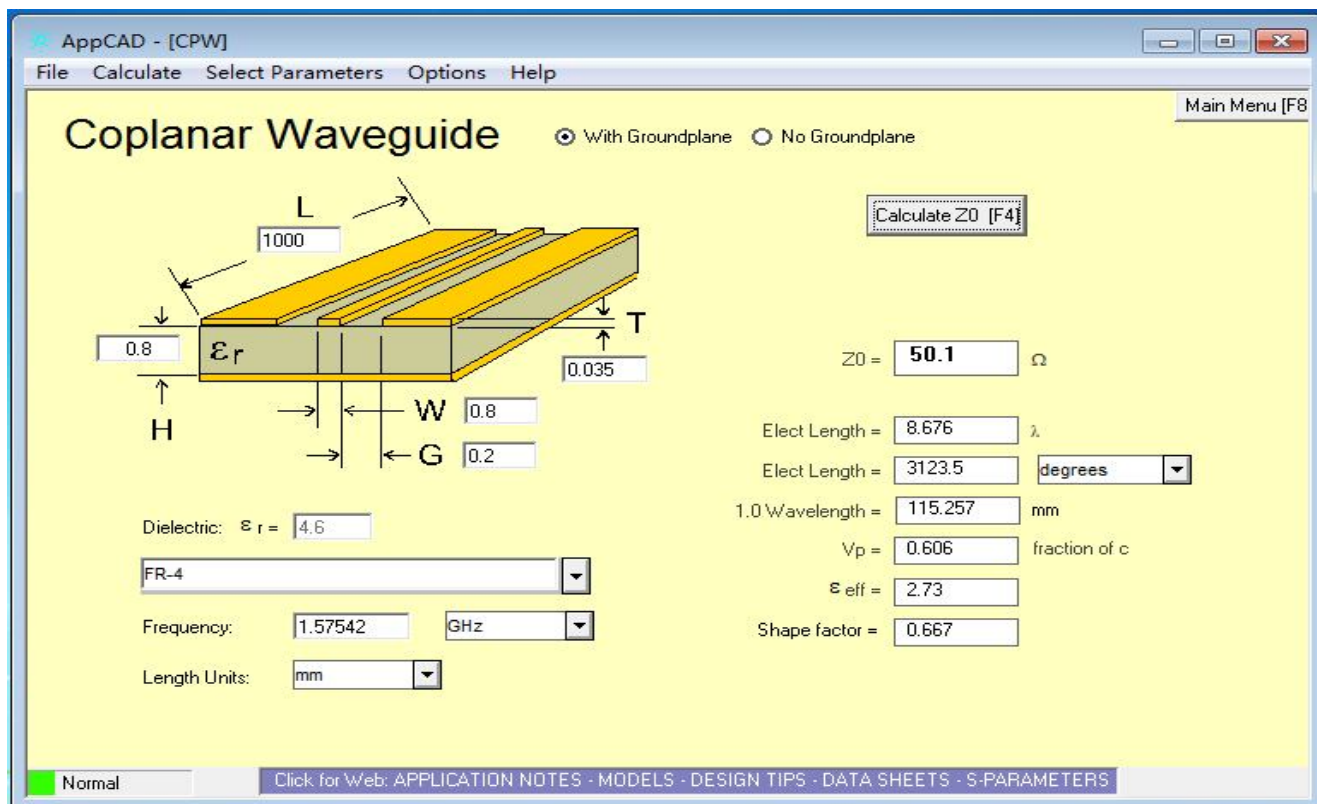 AppCAD - [CPW]
File Calculate Select Parameters Options Help
Main Menu [F8
Coplanar Waveguide
With Groundplane No Groundplane
Calculate Z0 [F4]
L
1000
T
0.035
0.8
εr
H
W 0.8
G 0.2
Z0 = 50.1 Ω
Elect Length = 8.676 λ
Elect Length = 3123.5 degrees
1.0 Wavelength = 115.257 mm
Vp = 0.606 fraction of c
ε eff = 2.73
Shape factor = 0.667
Dielectric: ε r = 4.6
FR-4
Frequency: 1.57542 GHz
Length Units: mm
Normal
Click for Web: APPLICATION NOTES - MODELS - DESIGN TIPS - DATA SHEETS - S-PARAMETERS